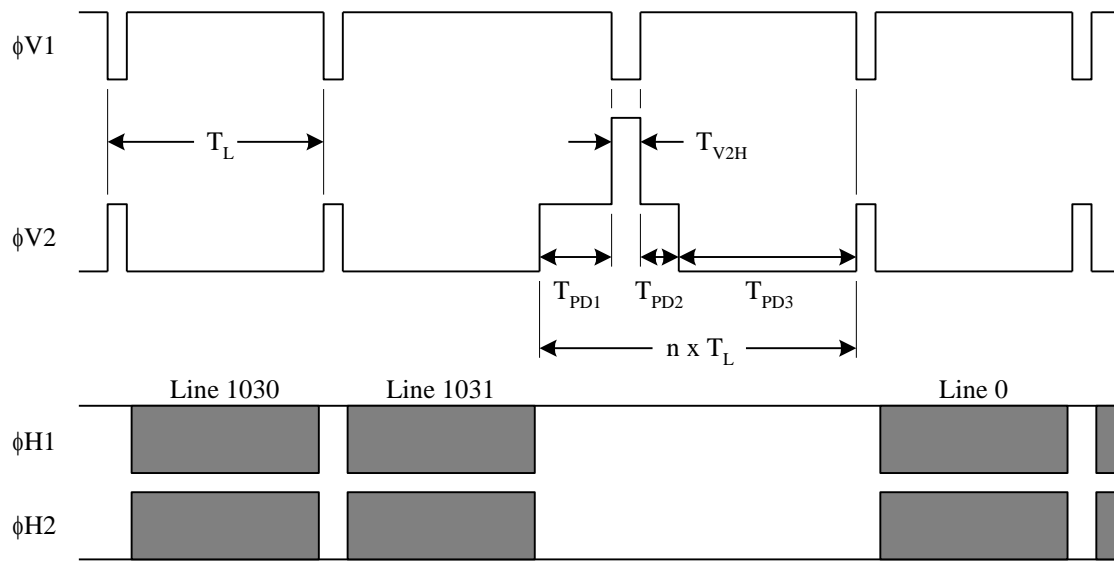 ϕV1
T_L
T_V2H
ϕV2
T_PD1 T_PD2 T_PD3
n x T_L
Line 1030 Line 1031 Line 0
ϕH1
ϕH2